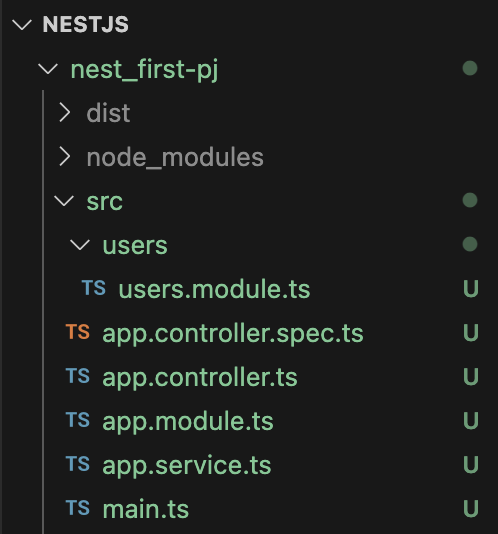 NESTJS
nest_first-pj
dist
node_modules
src
users
TS users.module.ts U
TS app.controller.spec.ts U
TS app.controller.ts U
TS app.module.ts U
TS app.service.ts U
TS main.ts U